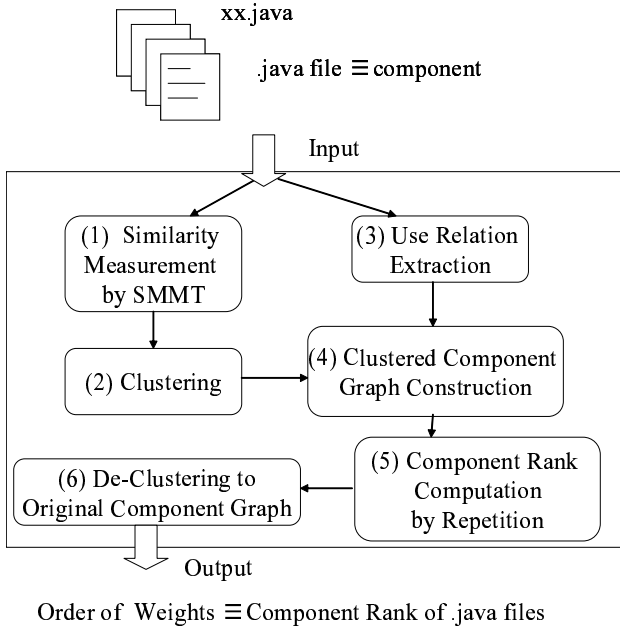 xx.java
.java file ≡ component
Input
(1) Similarity
Measurement
by SMMT
(3) Use Relation
Extraction
(2) Clustering
(4) Clustered Component
Graph Construction
(5) Component Rank
Computation
by Repetition
(6) De-Clustering to
Original Component Graph
Output
Order of Weights ≡ Component Rank of .java files